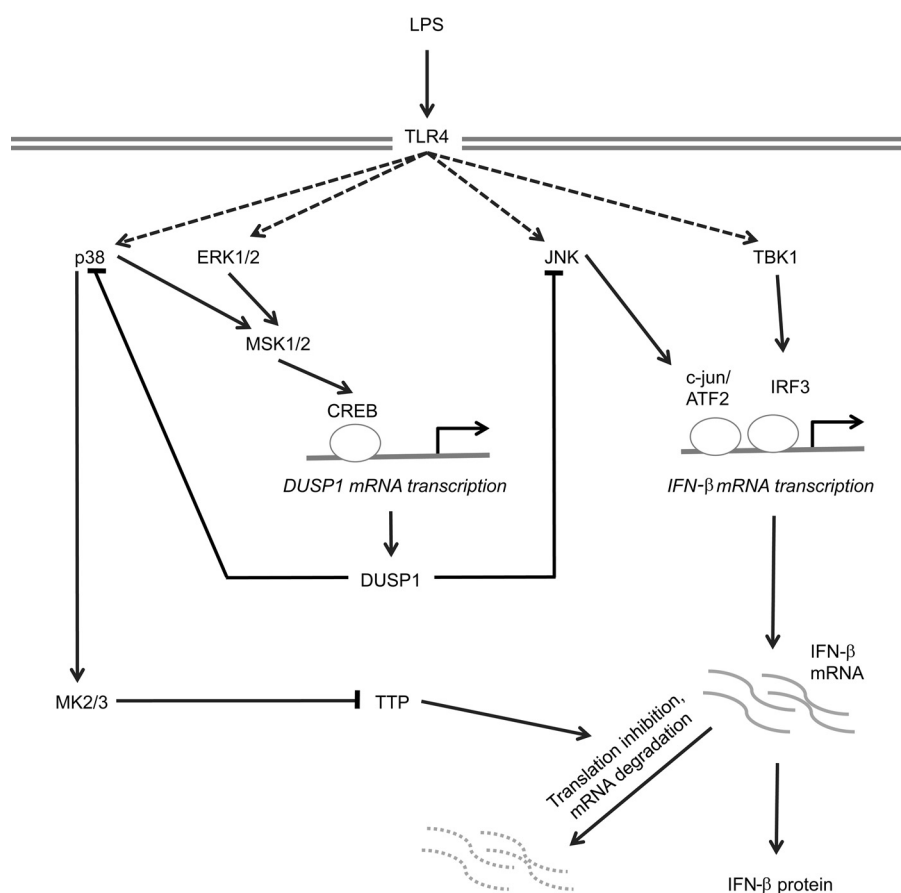 LPS
TLR4
p38
ERK1/2
JNK
TBK1
MSK1/2
c-jun/
ATF2
IRF3
CREB
DUSP1 mRNA transcription
IFN-β mRNA transcription
DUSP1
IFN-β
mRNA
MK2/3
TTP
Translation inhibition,
mRNA degradation
IFN-β protein